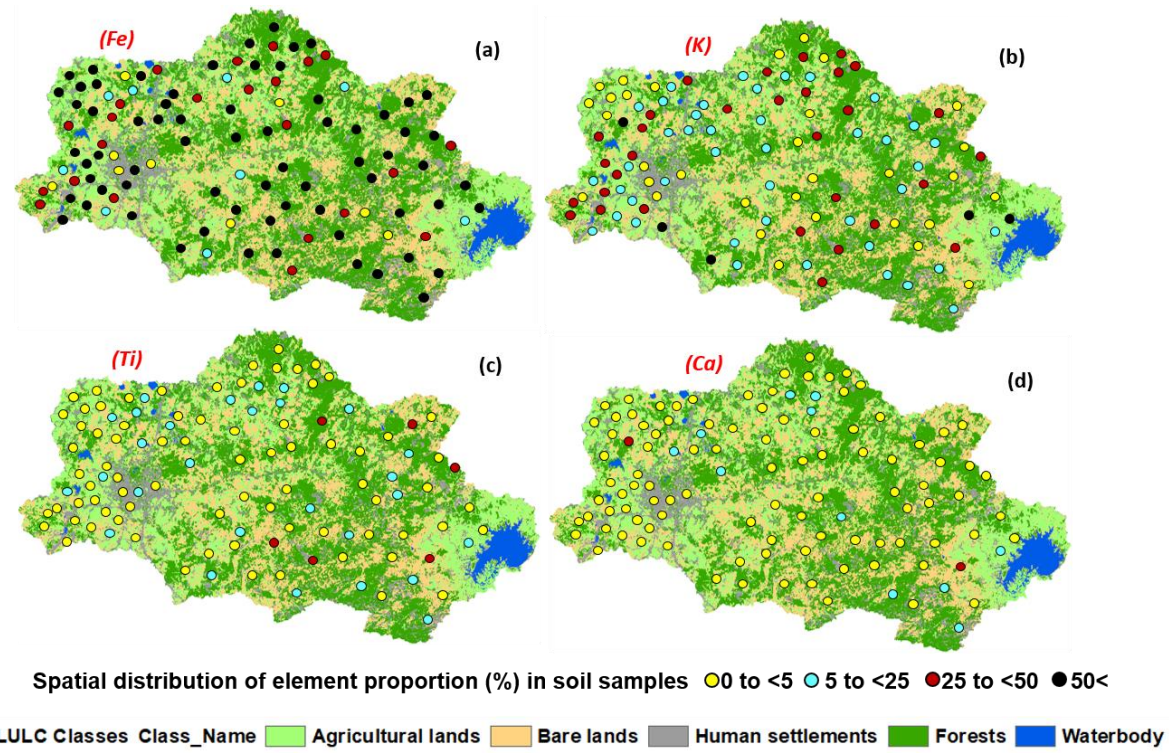 (Fe)
(a)
(K)
(b)
(Ti)
(c)
(Ca)
(d)
Spatial distribution of element proportion (%) in soil samples 0 to <5 5 to <25 25 to <50 50<
LULC Classes Class_Name Agricultural lands Bare lands Human settlements Forests Waterbody